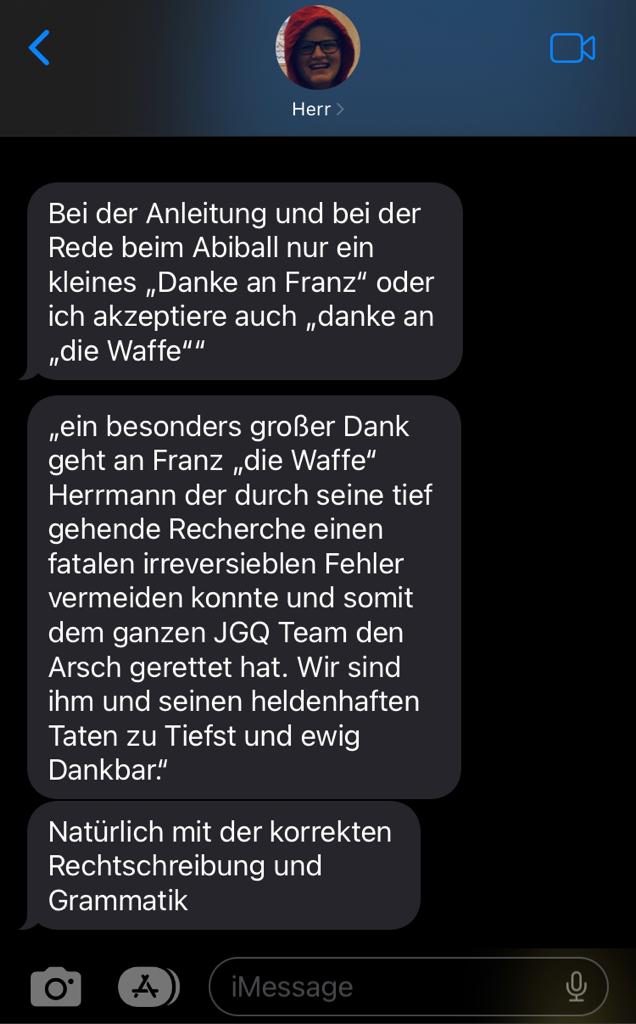 Herr
Bei der Anleitung und bei der
Rede beim Abiball nur ein
kleines „Danke an Franz“ oder
ich akzeptiere auch „danke an
„die Waffe““
„ein besonders großer Dank
geht an Franz „die Waffe“
Herrmann der durch seine tief
gehende Recherche einen
fatalen irreversieblen Fehler
vermeiden konnte und somit
dem ganzen JGQ Team den
Arsch gerettet hat. Wir sind
ihm und seinen heldenhaften
Taten zu Tiefst und ewig
Dankbar.“
Natürlich mit der korrekten
Rechtschreibung und
Grammatik
iMessage